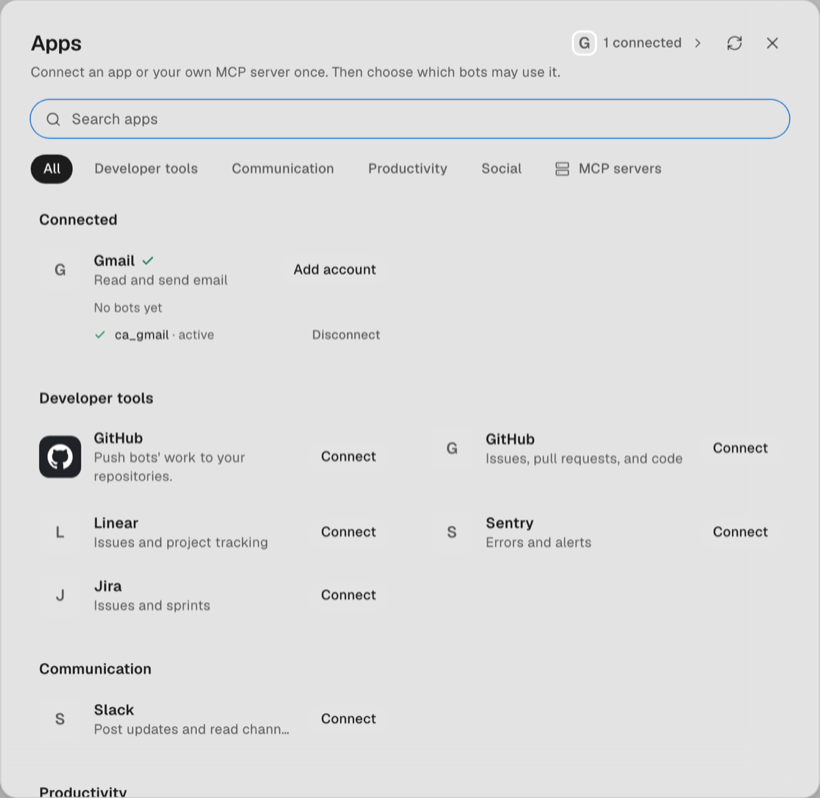 Apps
G 1 connected
Connect an app or your own MCP server once. Then choose which bots may use it.
Search apps
All Developer tools Communication Productivity Social MCP servers
Connected
G
Gmail
Add account
Read and send email
No bots yet
ca_gmail · active Disconnect
Developer tools
GitHub
Push bots' work to your
repositories.
Connect
G
GitHub
Issues, pull requests, and code
Connect
L
Linear
Issues and project tracking
Connect
S
Sentry
Errors and alerts
Connect
J
Jira
Issues and sprints
Connect
Communication
S
Slack
Post updates and read chann...
Connect
Productivity